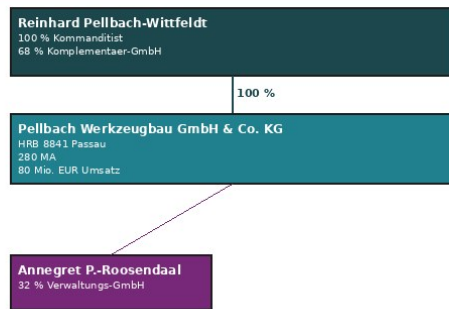 Reinhard Pellbach-Wittfeldt
100 % Kommanditist
68 % Komplementaer-GmbH
100 %
Pellbach Werkzeugbau GmbH & Co. KG
HRB 8841 Passau
280 MA
80 Mio. EUR Umsatz
Annegret P.-Roosendaal
32 % Verwaltungs-GmbH